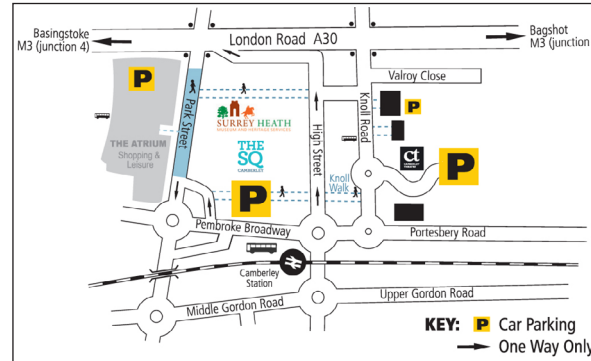 Basingstoke
M3 (junction 4)
London Road A30
Bagshot
M3 (junction
Valroy Close
P
P
Park Street
SURREY HEATH
MUSEUM AND HERITAGE SERVICES
High Street
Knoll Road
THE ATRIUM
Shopping &
Leisure
THE
SQ
CAMBERLEY
ct
P
Knoll
Walk
P
Pembroke Broadway
Portesbery Road
Camberley
Station
Middle Gordon Road
Upper Gordon Road
KEY: P Car Parking
One Way Only